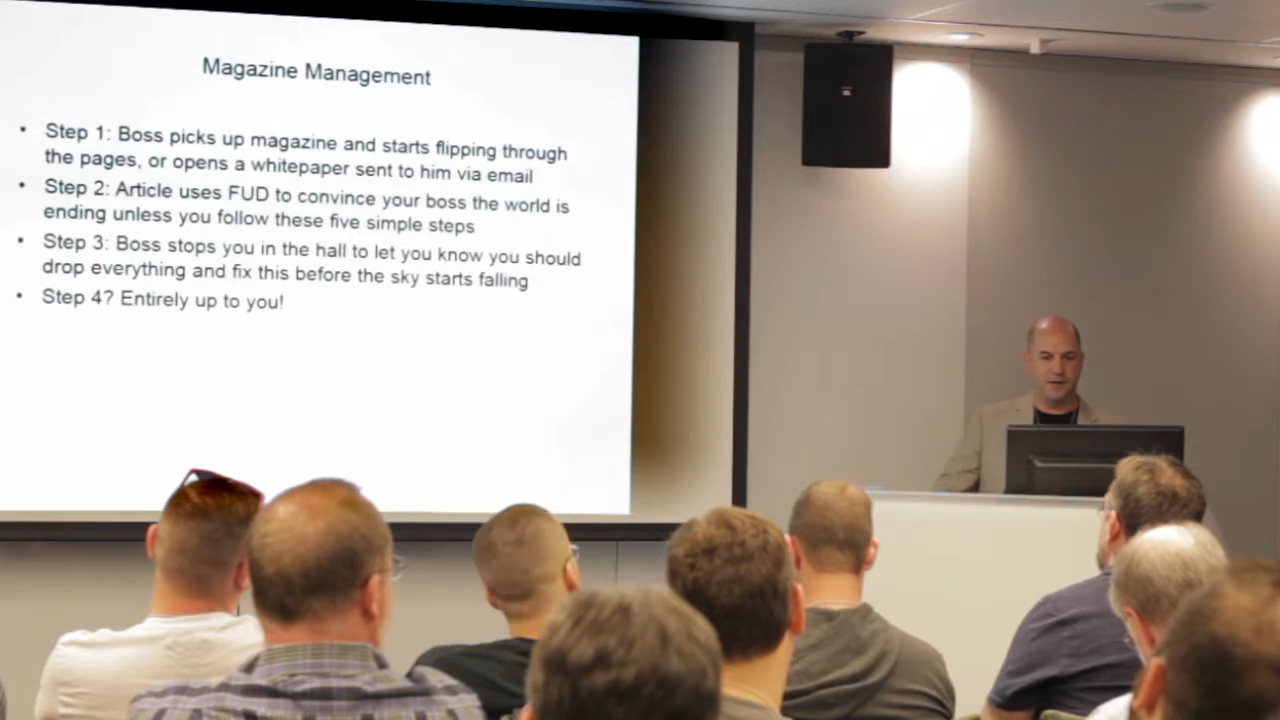 Magazine Management
• Step 1: Boss picks up magazine and starts flipping through
the pages, or opens a whitepaper sent to him via email
• Step 2: Article uses FUD to convince your boss the world is
ending unless you follow these five simple steps
• Step 3: Boss stops you in the hall to let you know you should
drop everything and fix this before the sky starts falling
• Step 4? Entirely up to you!